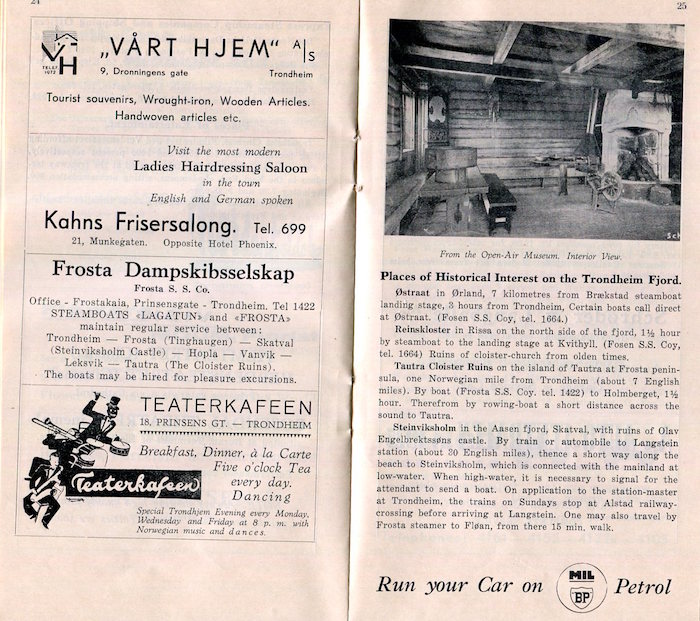 24
„VÅRT HJEM" A/S
TELEF.
1972
VH
9, Dronningens gate Trondheim
Tourist souvenirs, Wrought-iron, Wooden Articles.
Handwoven articles etc.
Visit the most modern
Ladies Hairdressing Saloon
in the town
English and German spoken
Kahns Frisersalong. Tel. 699
21, Munkegaten. Opposite Hotel Phoenix.
Frosta Dampskibsselskap
Frosta S. S. Co.
Office - Frostakaia, Prinsensgate - Trondheim. Tel 1422
STEAMBOATS «LAGATUN» and «FROSTA»
maintain regular service between:
Trondheim — Frosta (Tinghaugen) — Skatval
(Steinviksholm Castle) — Hopla — Vanvik —
Leksvik — Tautra (The Cloister Ruins).
The boats may be hired for pleasure excursions.
TEATERKAFEEN
18, PRINSENS GT. — TRONDHEIM
Breakfast, Dinner, à la Carte
Five o'clock Tea
every day.
Dancing
Teaterkafeen
Special Trondhjem Evening every Monday,
Wednesday and Friday at 8 p. m. with
Norwegian music and dances.
25
Sch
From the Open-Air Museum. Interior View.
Places of Historical Interest on the Trondheim Fjord.
Østraat in Ørland, 7 kilometres from Brækstad steamboat
landing stage, 3 hours from Trondheim, Certain boats call direct
at Østraat. (Fosen S.S. Coy, tel. 1664.)
Reinskloster in Rissa on the north side of the fjord, 1½ hour
by steamboat to the landing stage at Kvithyll. (Fosen S.S. Coy,
tel. 1664) Ruins of cloister-church from olden times.
Tautra Cloister Ruins on the island of Tautra at Frosta penin-
sula, one Norwegian mile from Trondheim (about 7 English
miles). By boat (Frosta S.S. Coy. tel. 1422) to Holmberget, 1½
hour. Therefrom by rowing-boat a short distance across the
sound to Tautra.
Steinviksholm in the Aasen fjord, Skatval, with ruins of Olav
Engelbrektssøns castle. By train or automobile to Langstein
station (about 30 English miles), thence a short way along the
beach to Steinviksholm, which is connected with the mainland at
low-water. When high-water, it is necessary to signal for the
attendant to send a boat. On application to the station-master
at Trondheim, the trains on Sundays stop at Alstad railway-
crossing before arriving at Langstein. One may also travel by
Frosta steamer to Fløan, from there 15 min. walk.
Run your Car on MIL BP Petrol